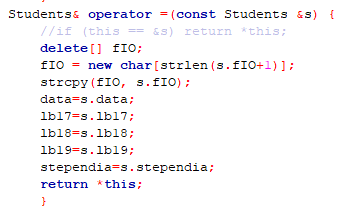 Students& operator =(const Students &s) {
//if (this == &s) return *this;
delete[] fIO;
fIO = new char[strlen(s.fIO+1)];
strcpy(fIO, s.fIO);
data=s.data;
lb17=s.lb17;
lb18=s.lb18;
lb19=s.lb19;
stependia=s.stependia;
return *this;
}